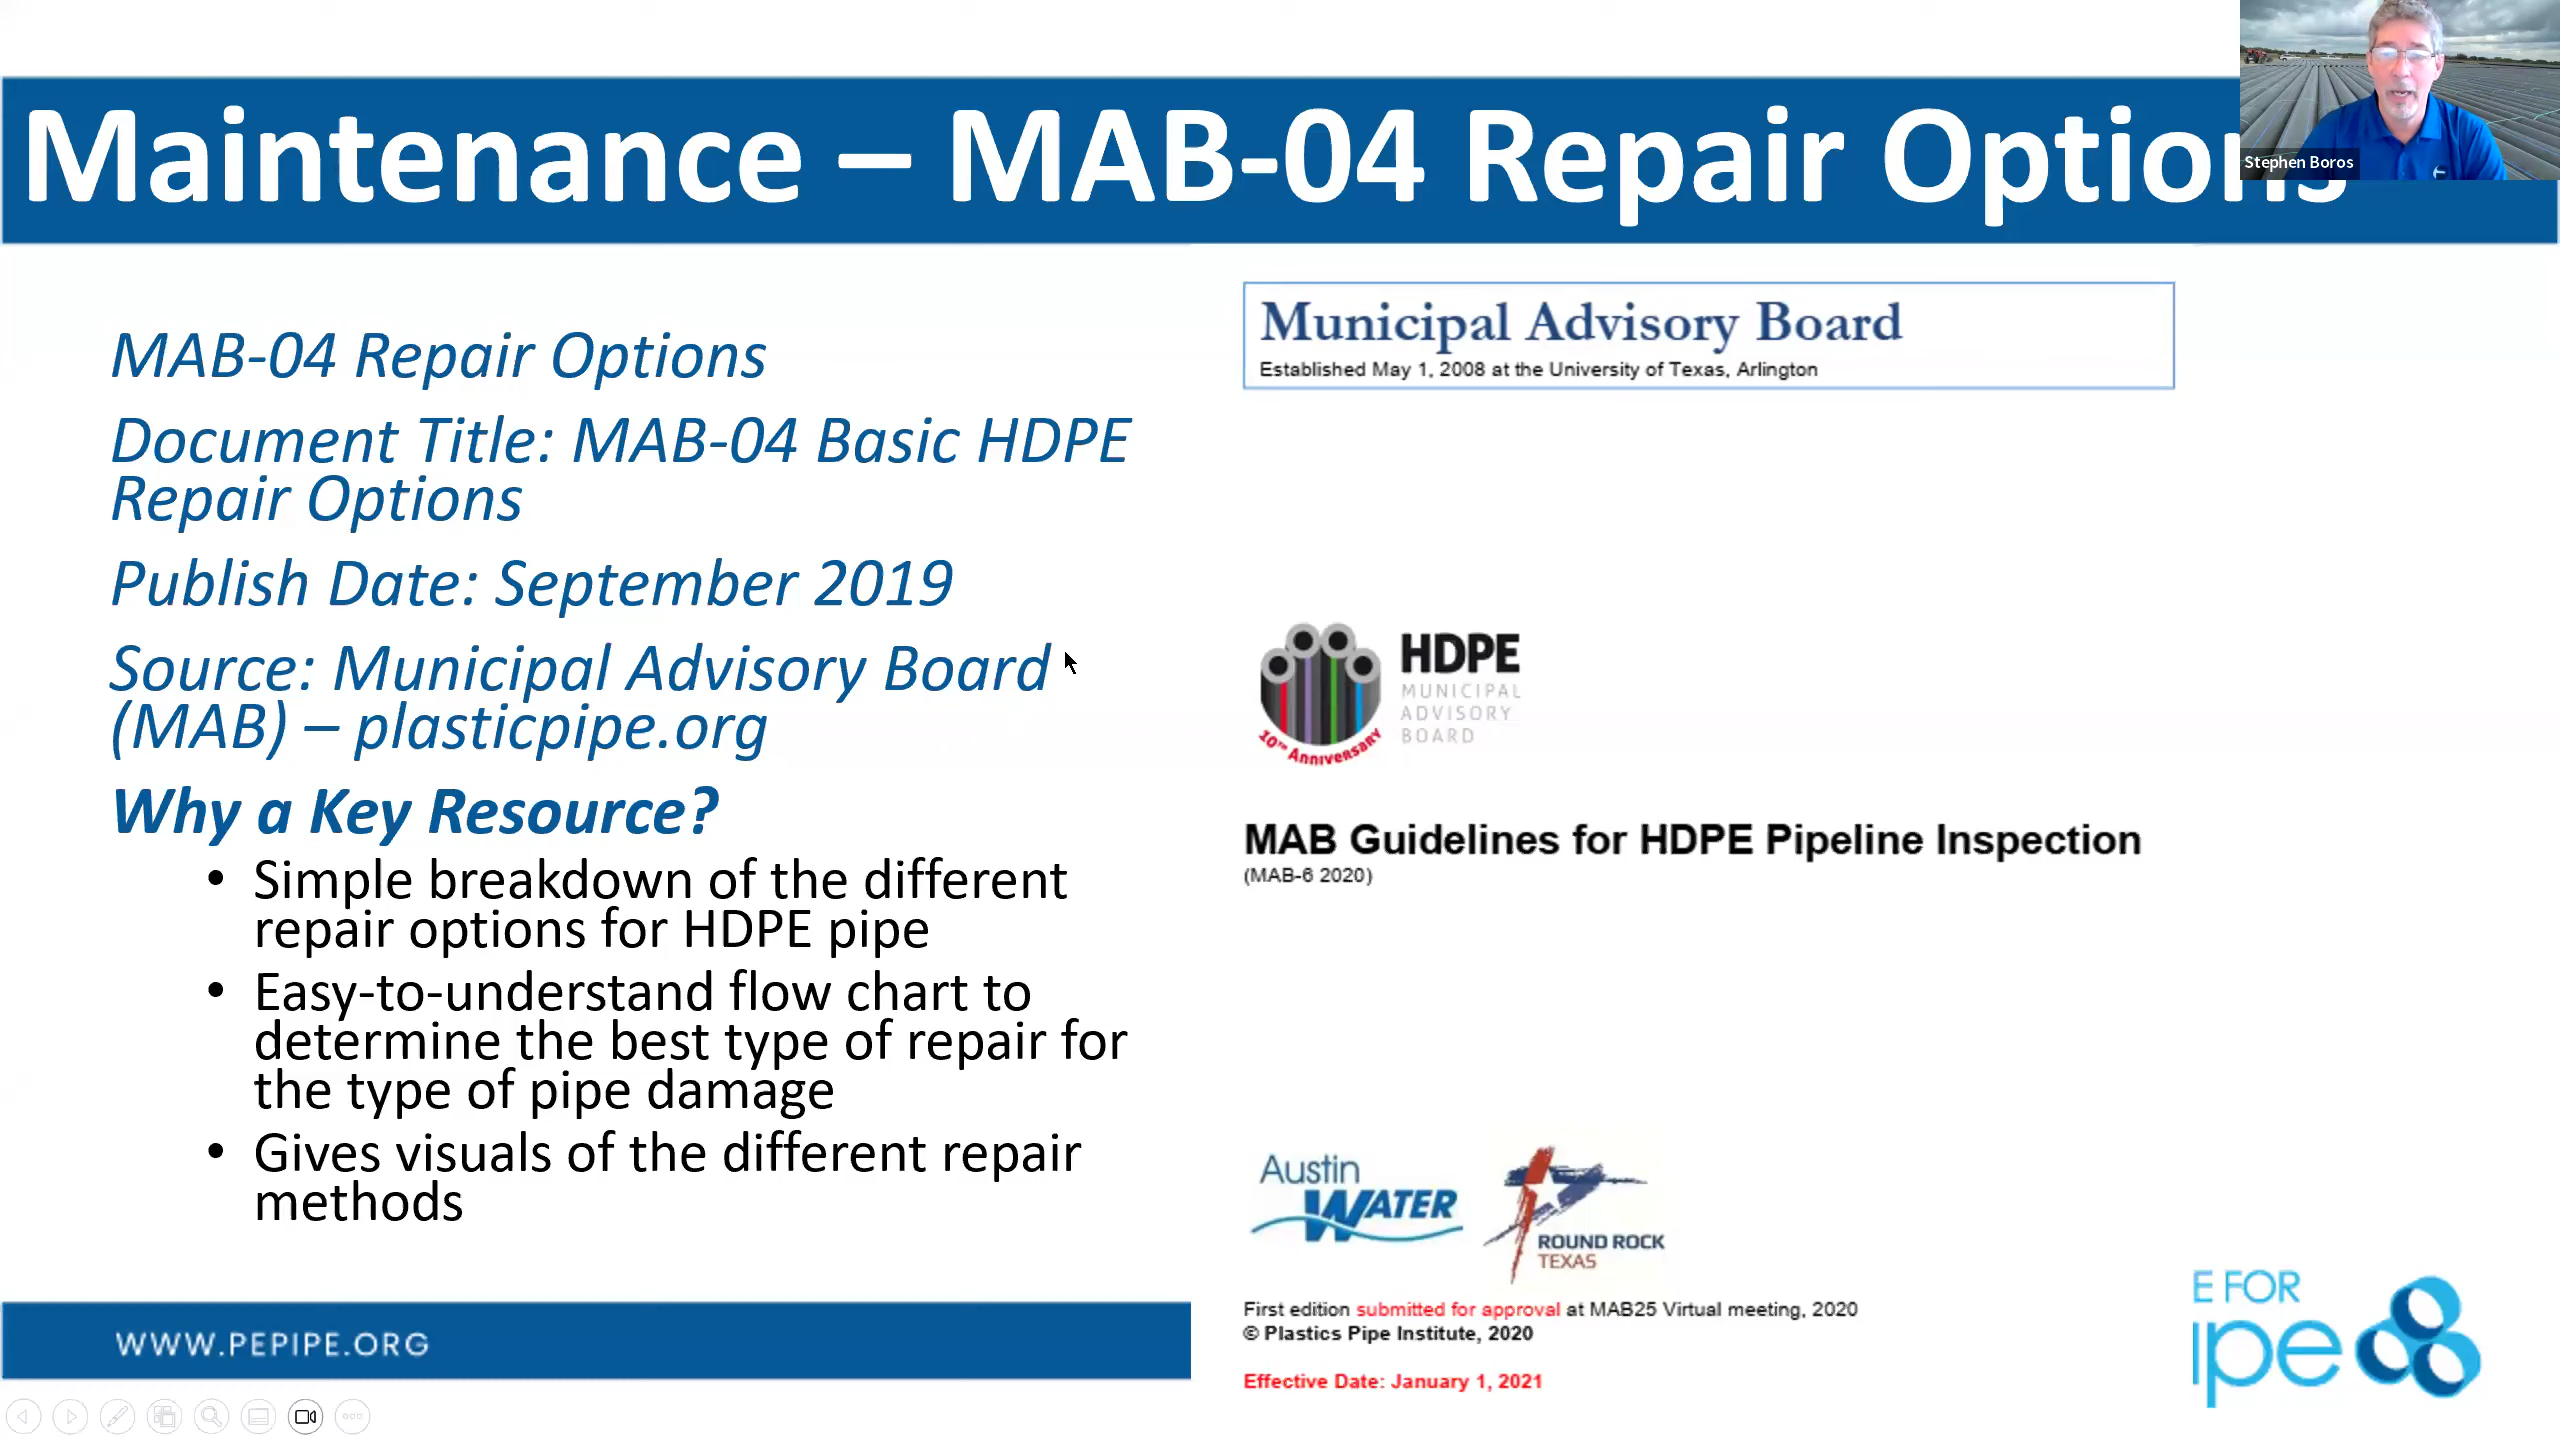 Maintenance – MAB-04 Repair Options
Stephen Boros
MAB-04 Repair Options
Document Title: MAB-04 Basic HDPE
Repair Options
Publish Date: September 2019
Source: Municipal Advisory Board
(MAB) – plasticpipe.org
Why a Key Resource?
• Simple breakdown of the different
repair options for HDPE pipe
• Easy-to-understand flow chart to
determine the best type of repair for
the type of pipe damage
• Gives visuals of the different repair
methods
WWW.PEPIPE.ORG
Municipal Advisory Board
Established May 1, 2008 at the University of Texas, Arlington
HDPE
MUNICIPAL
ADVISORY
BOARD
10TH Anniversary
MAB Guidelines for HDPE Pipeline Inspection
(MAB-6 2020)
Austin
WATER
ROUND ROCK
TEXAS
First edition submitted for approval at MAB25 Virtual meeting, 2020
© Plastics Pipe Institute, 2020
Effective Date: January 1, 2021
E FOR
ipe